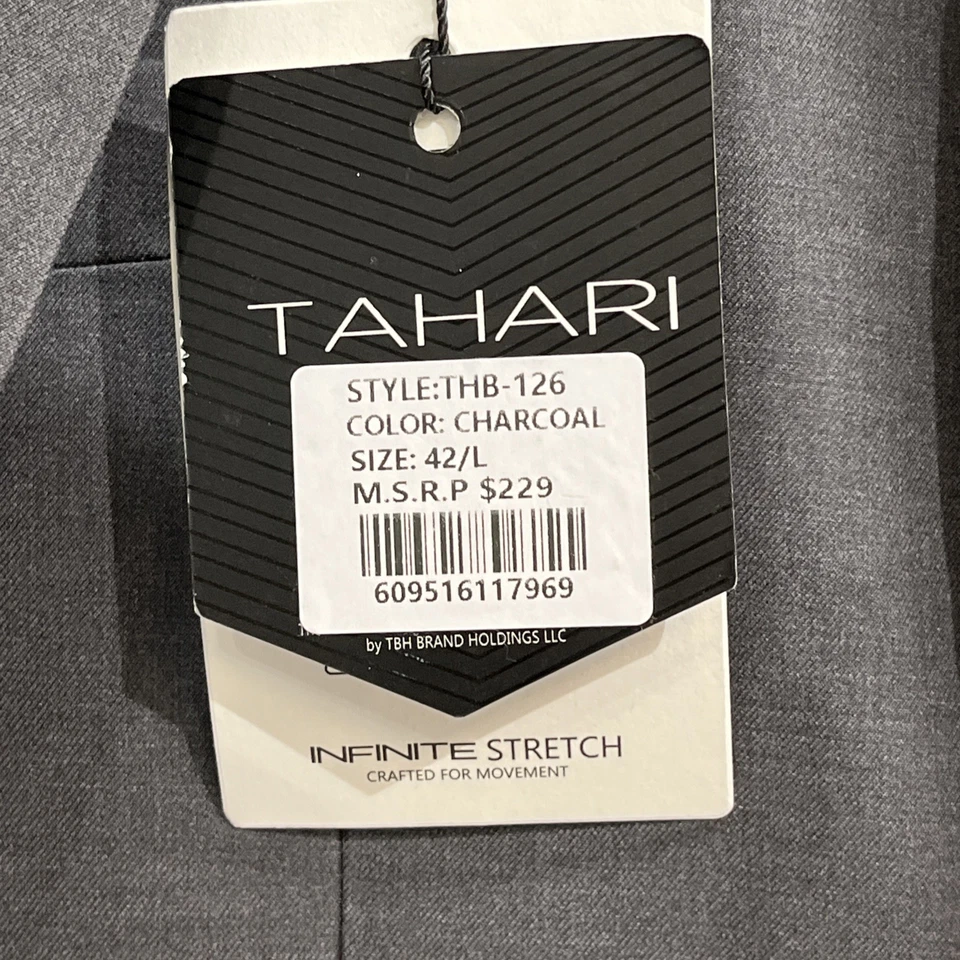 TAHARI
STYLE:THB-126
COLOR: CHARCOAL
SIZE: 42/L
M.S.R.P $229
609516117969
by TBH BRAND HOLDINGS LLC
INFINITE STRETCH
CRAFTED FOR MOVEMENT